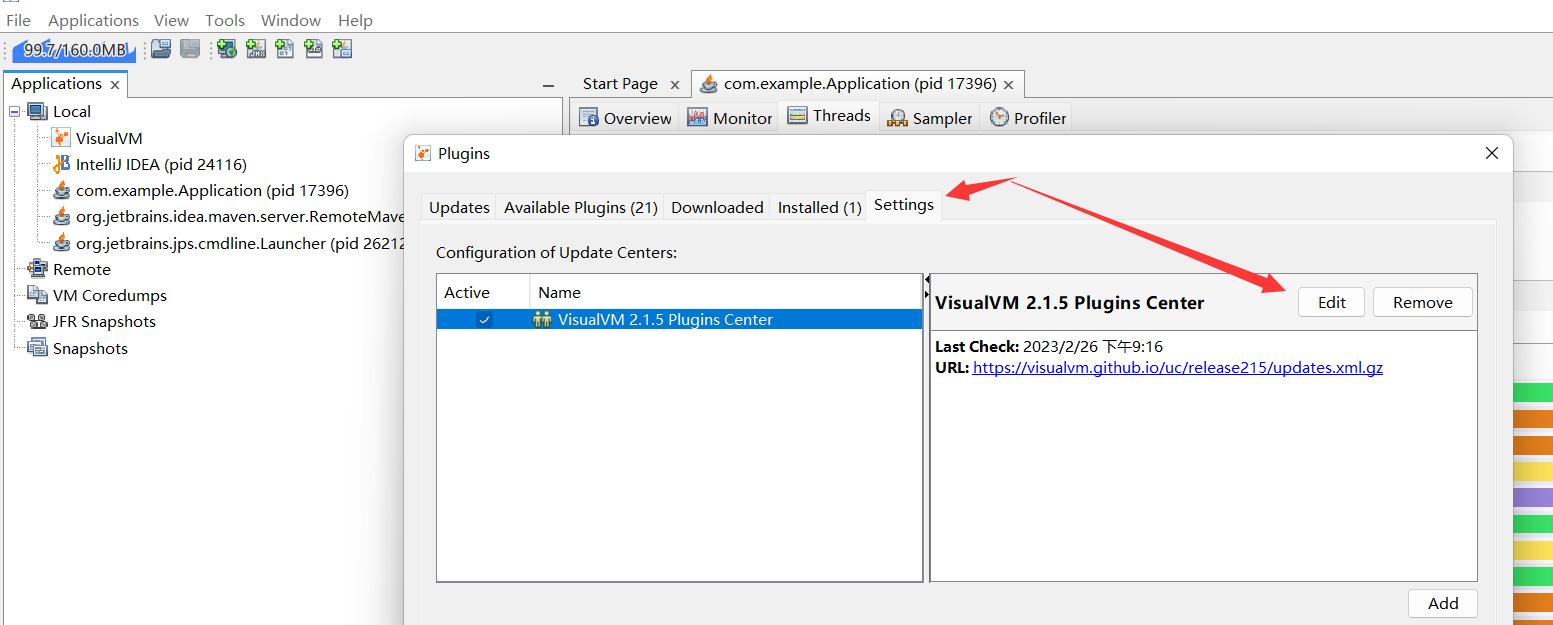 File Applications View Tools Window Help
99.7/160.0MB
Applications
Start Page
com.example.Application (pid 17396)
Local
VisualVM
IntelliJ IDEA (pid 24116)
com.example.Application (pid 17396)
org.jetbrains.idea.maven.server.RemoteMave
org.jetbrains.jps.cmdline.Launcher (pid 26212
Remote
VM Coredumps
JFR Snapshots
Snapshots
Overview Monitor Threads Sampler Profiler
Plugins
Updates Available Plugins (21) Downloaded Installed (1) Settings
Configuration of Update Centers:
Active Name
VisualVM 2.1.5 Plugins Center
VisualVM 2.1.5 Plugins Center Edit Remove
Last Check: 2023/2/26 下午9:16
URL: https://visualvm.github.io/uc/release215/updates.xml.gz
Add